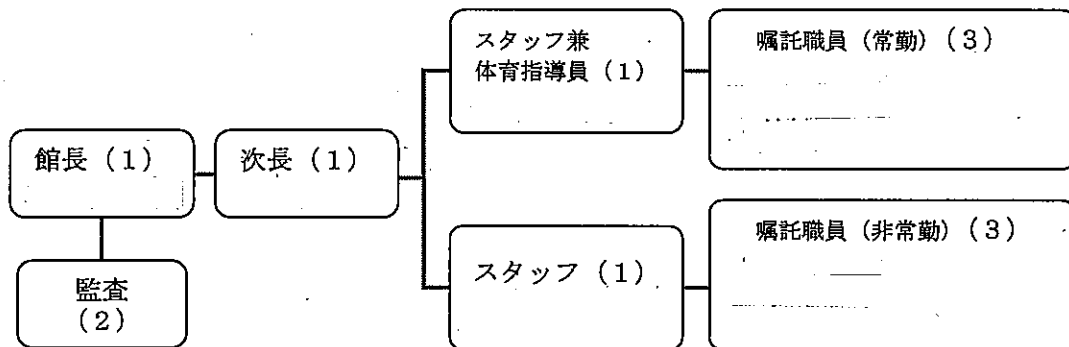 館長（1）
監査
（2）
次長（1）
スタッフ兼
体育指導員（1）
嘱託職員（常勤）（3）
スタッフ（1）
嘱託職員（非常勤）（3）